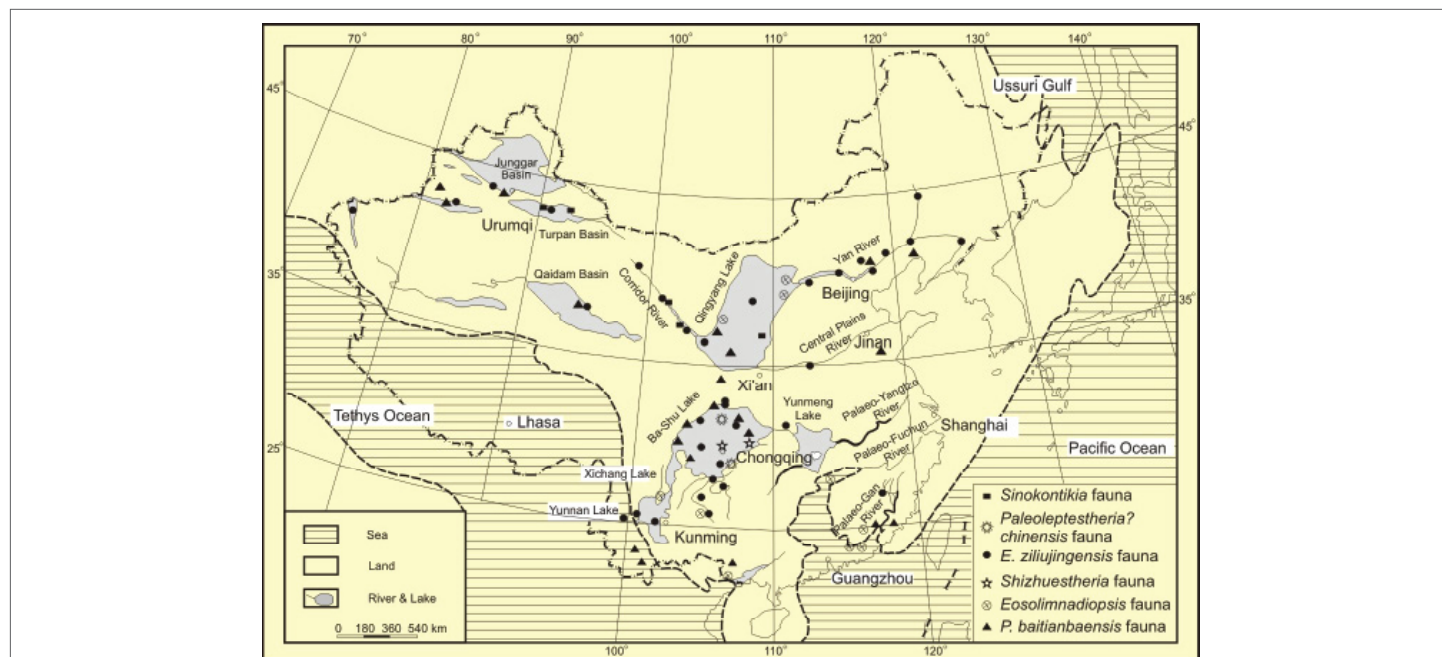 70°
80°
90°
100°
110°
120°
130°
140°
45°
Ussuri Gulf
45°
Junggar
Basin
Urumqi
Turpan Basin
Yan River
35°
Qaidam Basin
Corridor River
Qingyang Lake
Beijing
35°
Central Plains
River
Jinan
Xi'an
Tethys Ocean
Lhasa
Ba-Shu Lake
Yunmeng
Lake
Palaeo-Yangtze
River
Shanghai
Palaeo-Fuchun
River
Pacific Ocean
25°
Chongqing
Xichang Lake
Palaeo-Gan
River
Yunnan Lake
Kunming
Guangzhou
Sea
Land
River & Lake
0 180 360 540 km
Sinokontikia fauna
Paleoleptestheria?
chinensis fauna
E. ziliujingensis fauna
Shizhuestheria fauna
Eosolimnadiopsis fauna
P. baitianbaensis fauna
100°
110°
120°